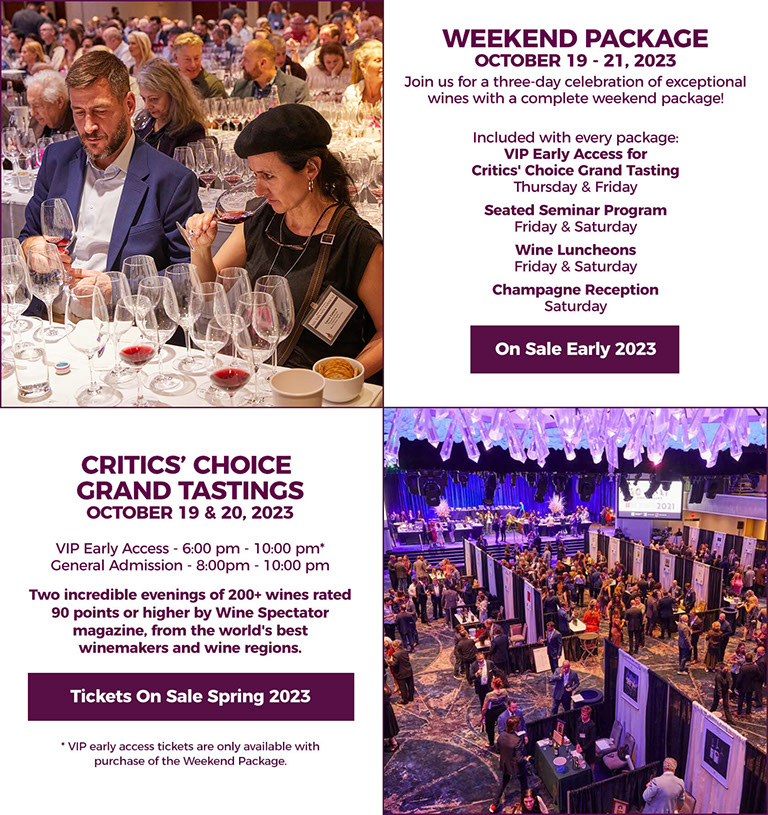 WEEKEND PACKAGE
OCTOBER 19 - 21, 2023
Join us for a three-day celebration of exceptional
wines with a complete weekend package!
Included with every package:
VIP Early Access for
Critics' Choice Grand Tasting
Thursday & Friday
Seated Seminar Program
Friday & Saturday
Wine Luncheons
Friday & Saturday
Champagne Reception
Saturday
On Sale Early 2023
CRITICS’ CHOICE
GRAND TASTINGS
OCTOBER 19 & 20, 2023
VIP Early Access - 6:00 pm - 10:00 pm*
General Admission - 8:00pm - 10:00 pm
Two incredible evenings of 200+ wines rated
90 points or higher by Wine Spectator
magazine, from the world's best
winemakers and wine regions.
Tickets On Sale Spring 2023
* VIP early access tickets are only available with
purchase of the Weekend Package.